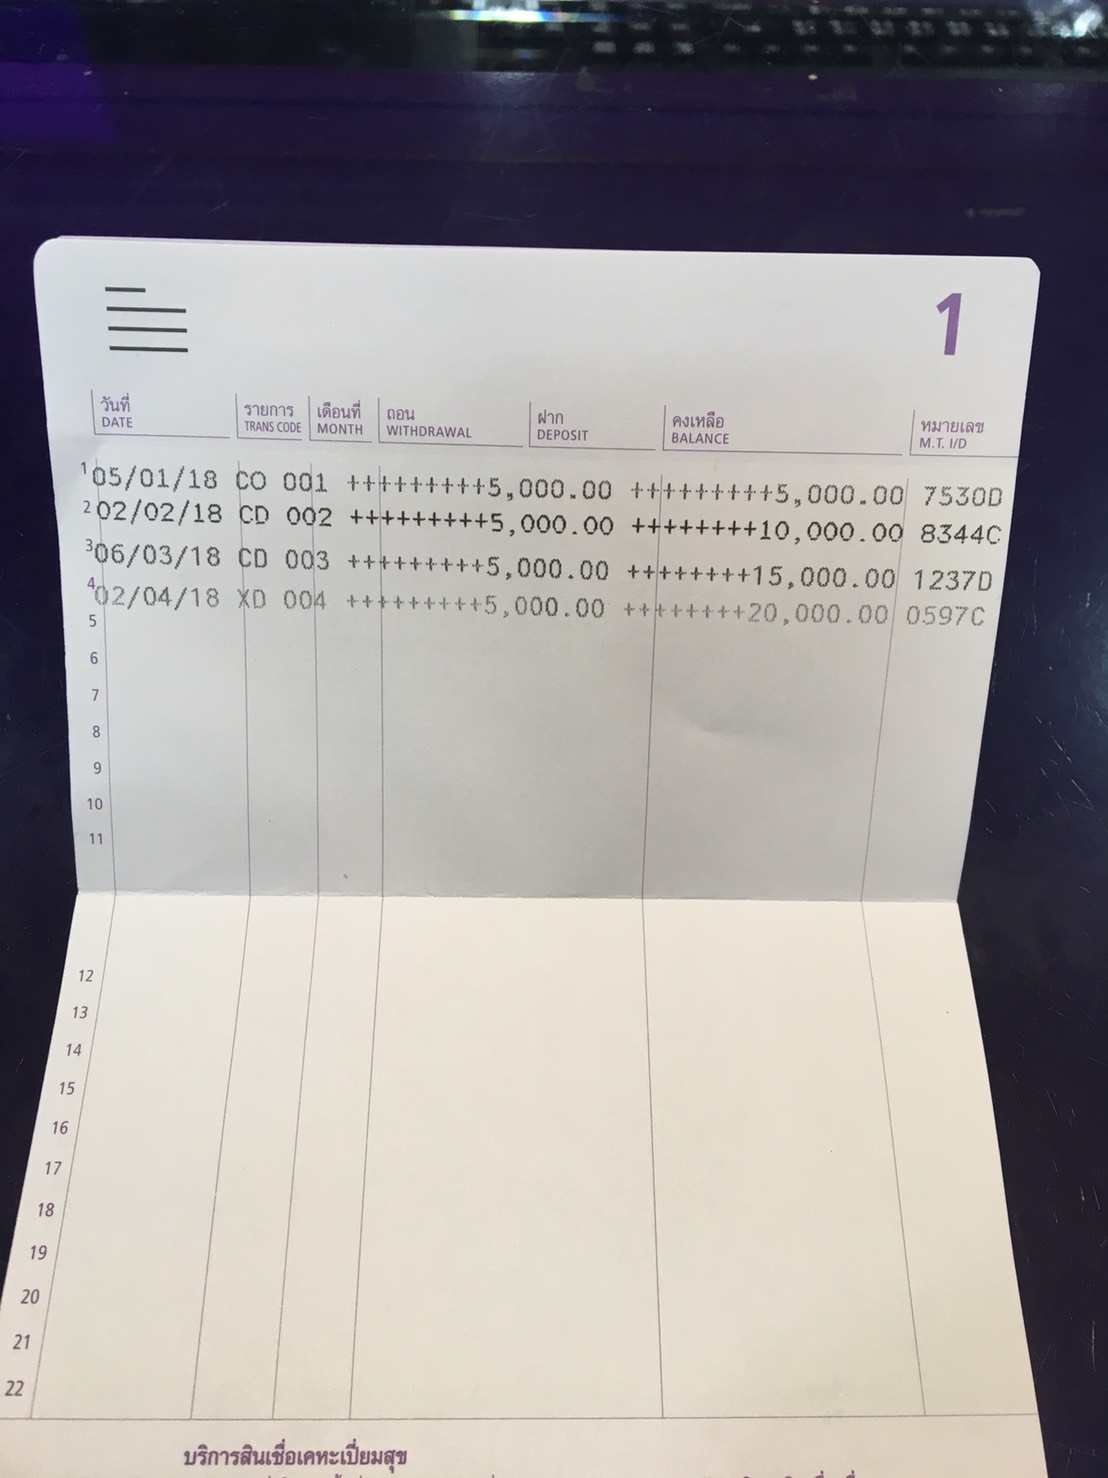 1
วันที่ รายการ เดือนที่ ถอน ฝาก คงเหลือ หมายเลข
DATE TRANS CODE MONTH WITHDRAWAL DEPOSIT BALANCE M.T. I/D
1 05/01/18 CO 001 +++++++++5,000.00 +++++++++5,000.00 7530D
2 02/02/18 CD 002 +++++++++5,000.00 ++++++++10,000.00 8344C
3 06/03/18 CD 003 +++++++++5,000.00 ++++++++15,000.00 1237D
4 02/04/18 XD 004 +++++++++5,000.00 ++++++++20,000.00 0597C
5
6
7
8
9
10
11
12
13
14
15
16
17
18
19
20
21
22
บริการสินเชื่อเคหะเปี่ยมสุข